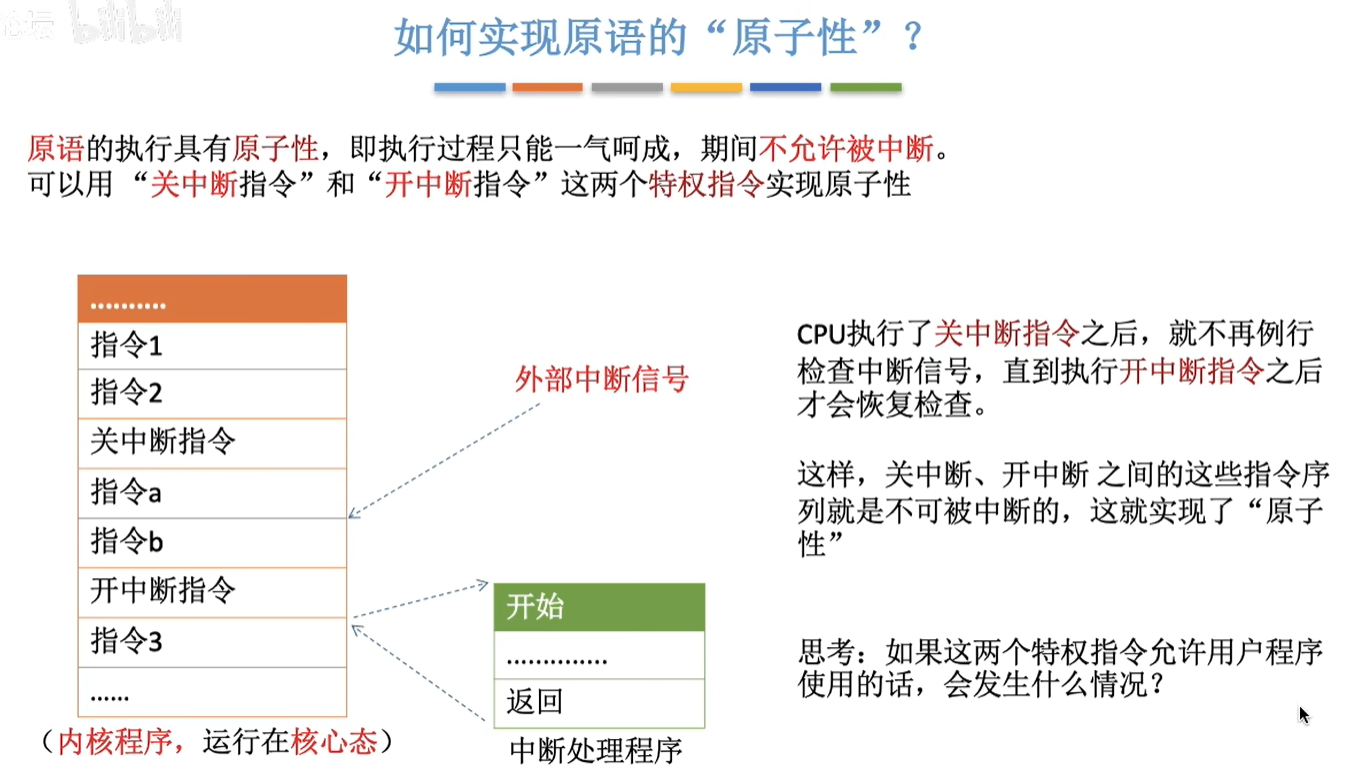 论坛 bilibili
如何实现原语的“原子性”？
原语的执行具有原子性，即执行过程只能一气呵成，期间不允许被中断。
可以用 “关中断指令”和“开中断指令”这两个特权指令实现原子性
..........
指令1
指令2
关中断指令
指令a
指令b
开中断指令
指令3
......
（内核程序，运行在核心态）
外部中断信号
开始
..............
返回
中断处理程序
CPU执行了关中断指令之后，就不再例行
检查中断信号，直到执行开中断指令之后
才会恢复检查。
这样，关中断、开中断 之间的这些指令序
列就是不可被中断的，这就实现了“原子
性”
思考：如果这两个特权指令允许用户程序
使用的话，会发生什么情况？